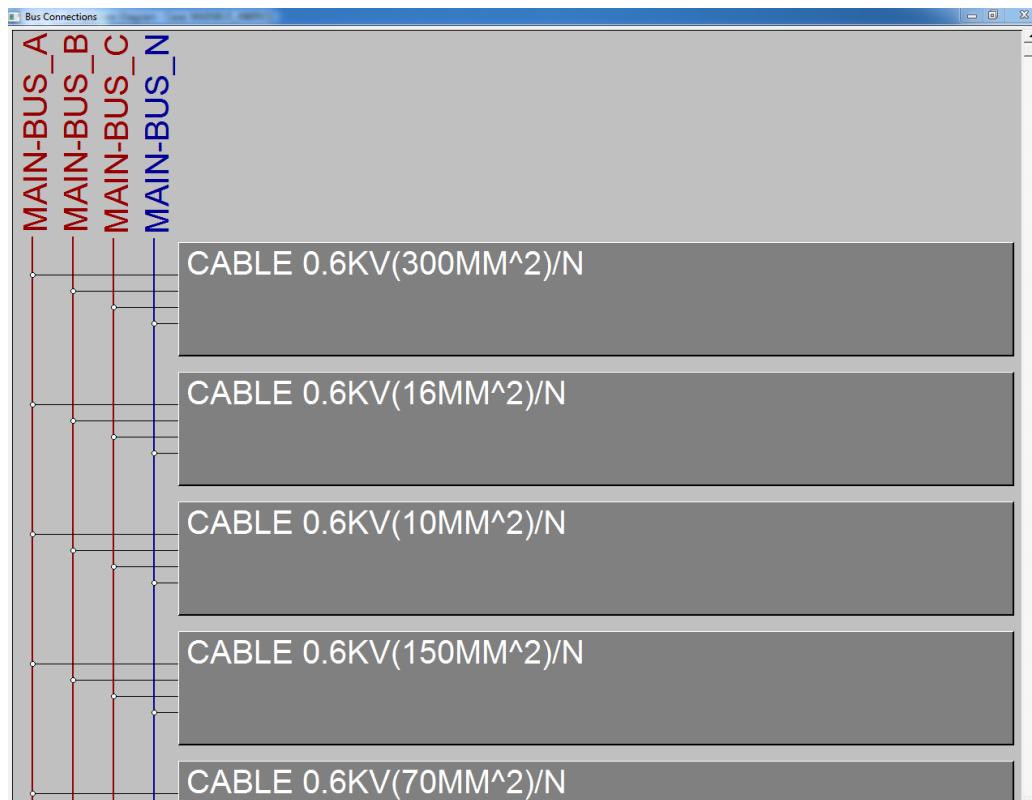 Bus Connections
MAIN-BUS_A
MAIN-BUS_B
MAIN-BUS_C
MAIN-BUS_N
CABLE 0.6KV(300MM^2)/N
CABLE 0.6KV(16MM^2)/N
CABLE 0.6KV(10MM^2)/N
CABLE 0.6KV(150MM^2)/N
CABLE 0.6KV(70MM^2)/N